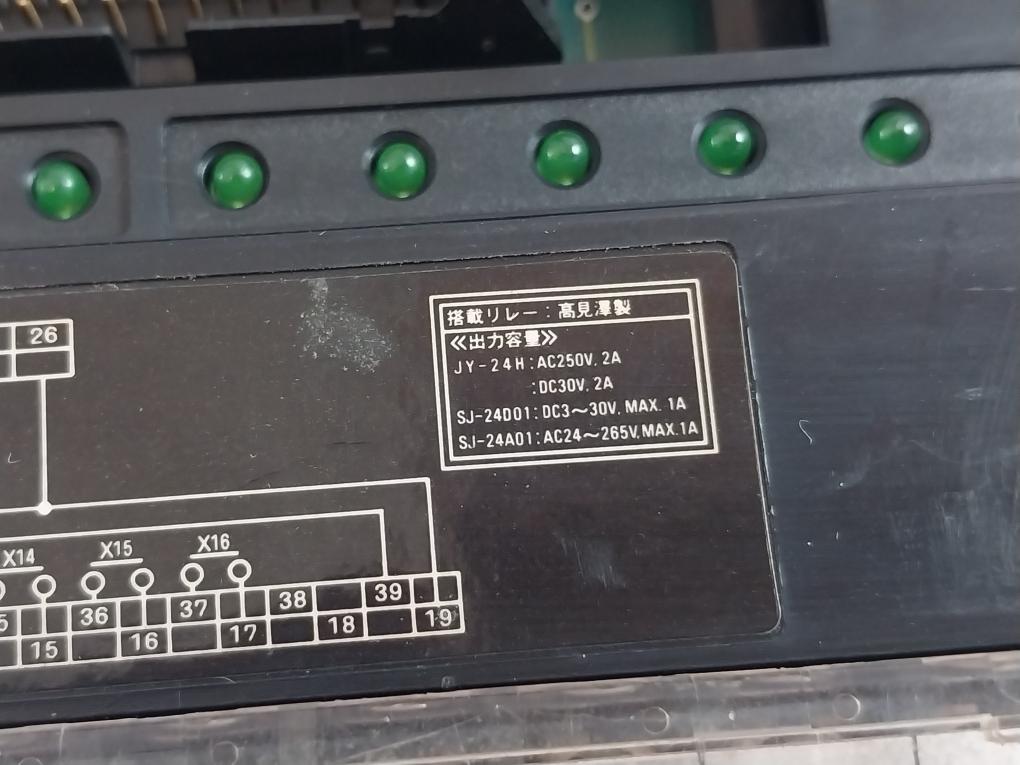 26
搭載リレー：高見澤製
≪出力容量≫
JY-24H:AC250V. 2A
:DC30V. 2A
SJ-24D01:DC3～30V. MAX. 1A
SJ-24A01:AC24～265V. MAX.1A
X14 X15 X16
36 37 38 39
15 16 17 18 19